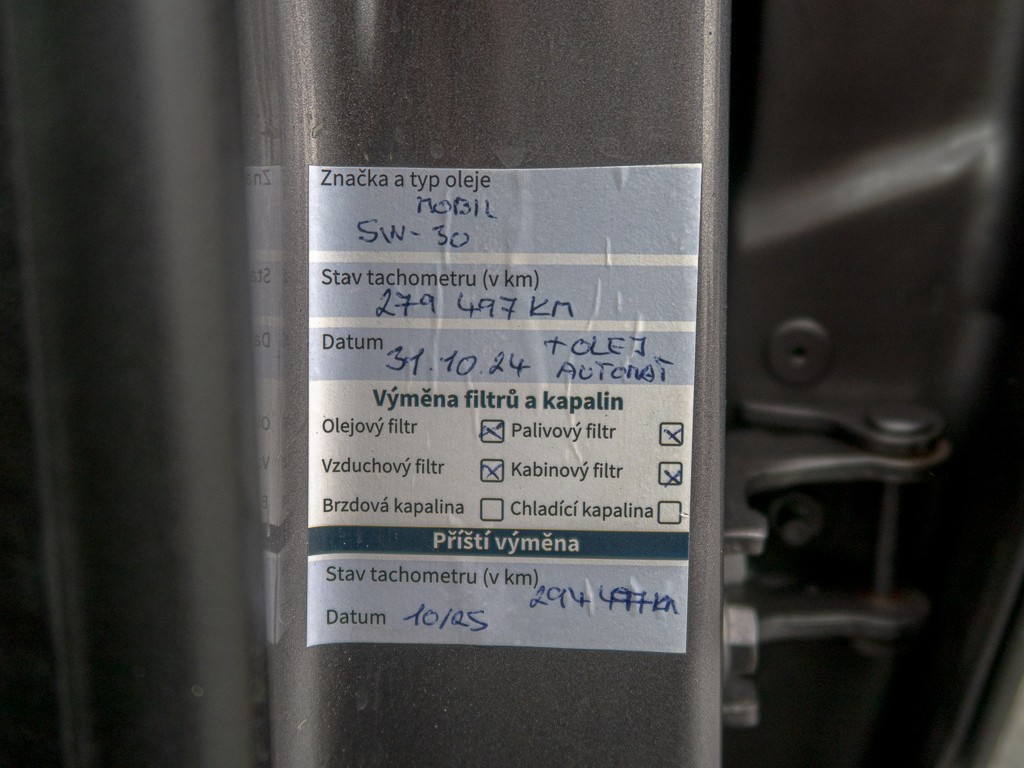 Značka a typ oleje
MOBIL
5W-30
Stav tachometru (v km)
279 497 KM
Datum 31.10.24 + OLEJ
AUTOMAT
Výměna filtrů a kapalin
Olejový filtr Palivový filtr
Vzduchový filtr Kabinový filtr
Brzdová kapalina Chladící kapalina
Příští výměna
Stav tachometru (v km) 294 497 KM
Datum 10/25